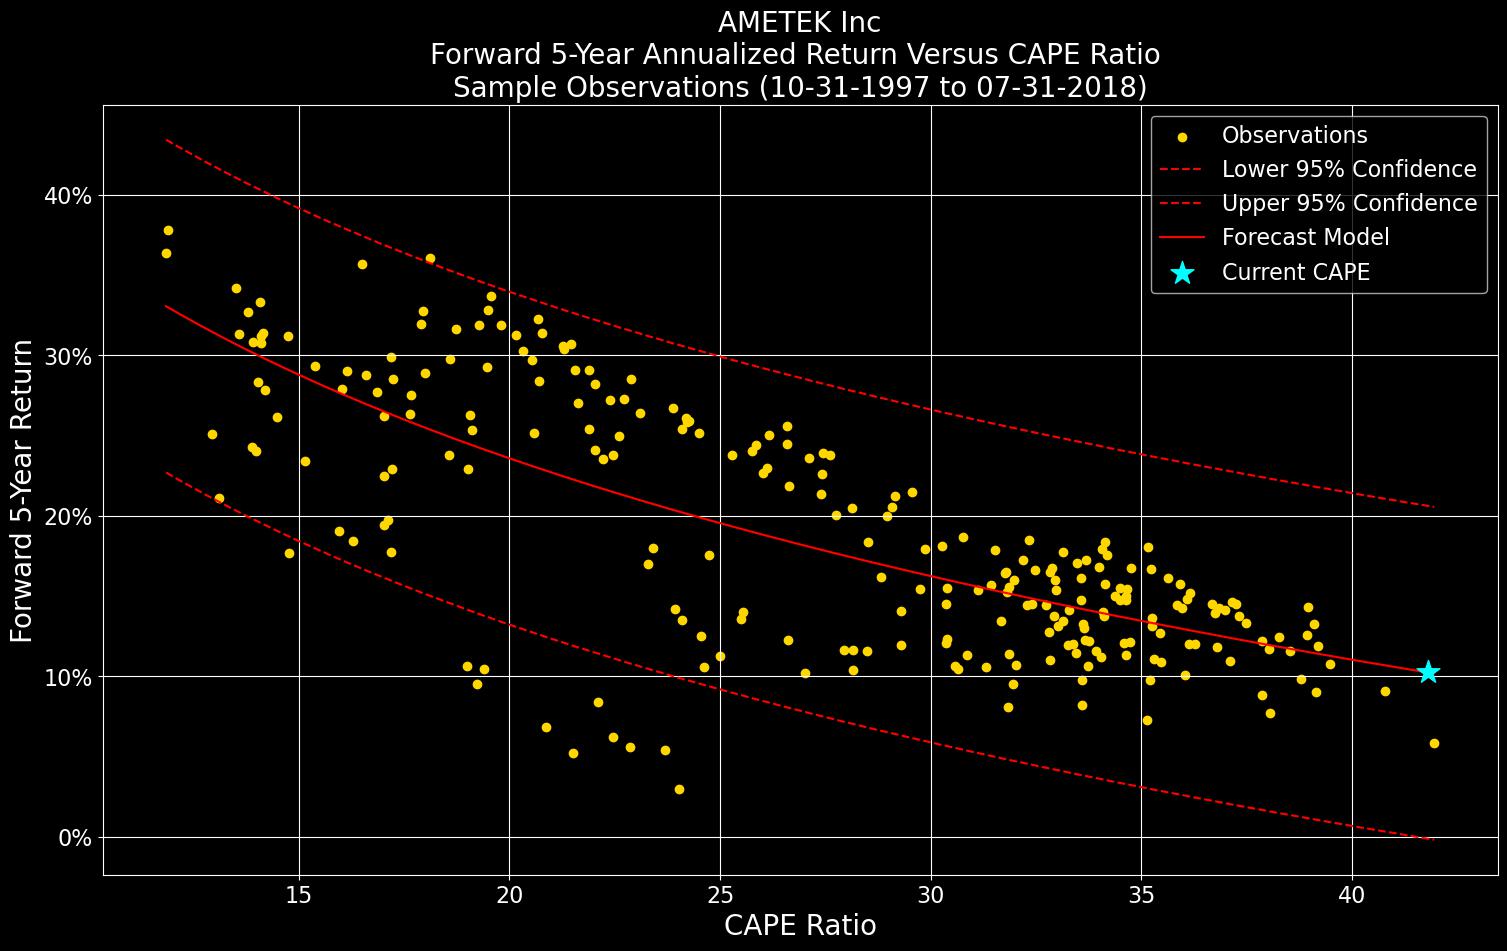 AMETEK Inc
Forward 5-Year Annualized Return Versus CAPE Ratio
Sample Observations (10-31-1997 to 07-31-2018)
Observations
Lower 95% Confidence
Upper 95% Confidence
Forecast Model
Current CAPE
Forward 5-Year Return
40%
30%
20%
10%
0%
15 20 25 30 35 40
CAPE Ratio